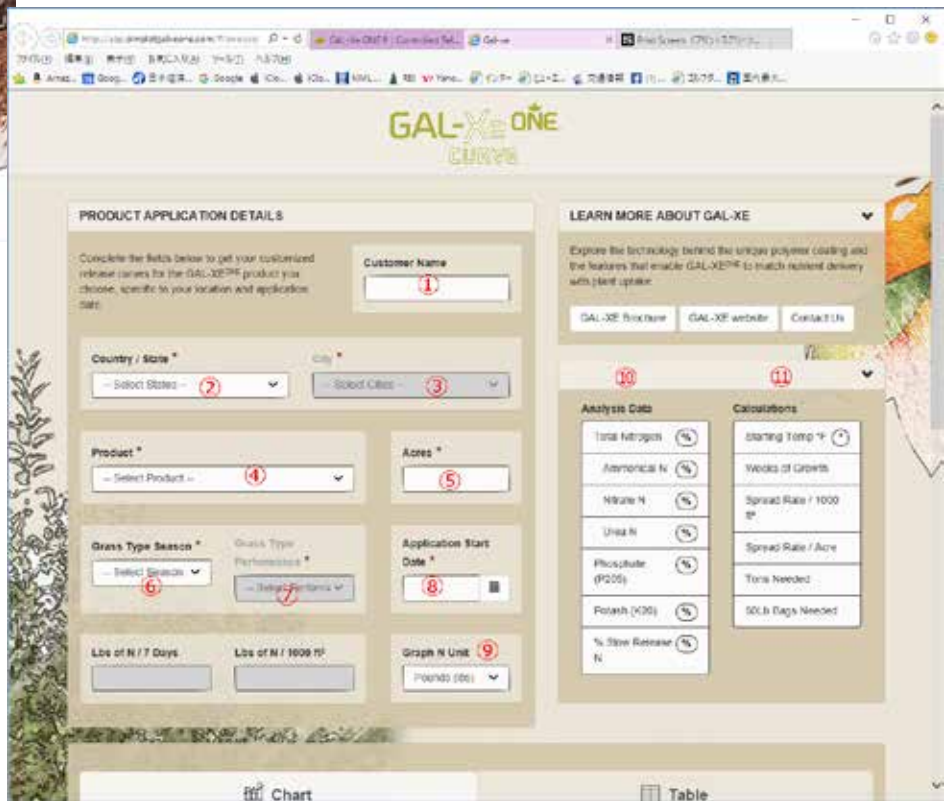 GAL-XE ONE
CURVE
PRODUCT APPLICATION DETAILS
Complete the fields below to get your customized
release curves for the GAL-XE ONE product you
choose, specific to your location and application
date.
Customer Name
①
Country / State *
-- Select States --
②
City *
-- Select Cities --
③
Product *
-- Select Product --
④
Acres *
⑤
Grass Type Season *
-- Select Season
⑥
Grass Type
Performance *
⑦
Application Start
Date *
⑧
Lbs of N / 7 Days
Lbs of N / 1000 ft²
Graph N Unit
⑨
Pounds (lbs)
LEARN MORE ABOUT GAL-XE
Explore the technology behind the unique polymer coating and
the features that enable GAL-XE ONE to match nutrient delivery
with plant uptake.
GAL-XE Brochure
GAL-XE website
Contact Us
⑩
⑪
Analysis Data
Total Nitrogen %
Ammonical N %
Nitrate N %
Urea N %
Phosphate
(P205) %
Potash (K20) %
% Slow Release
N %
Calculations
Starting Temp °F °
Weeks of Growth
Spread Rate / 1000
ft²
Spread Rate / Acre
Tons Needed
50Lb Bags Needed
Chart
Table